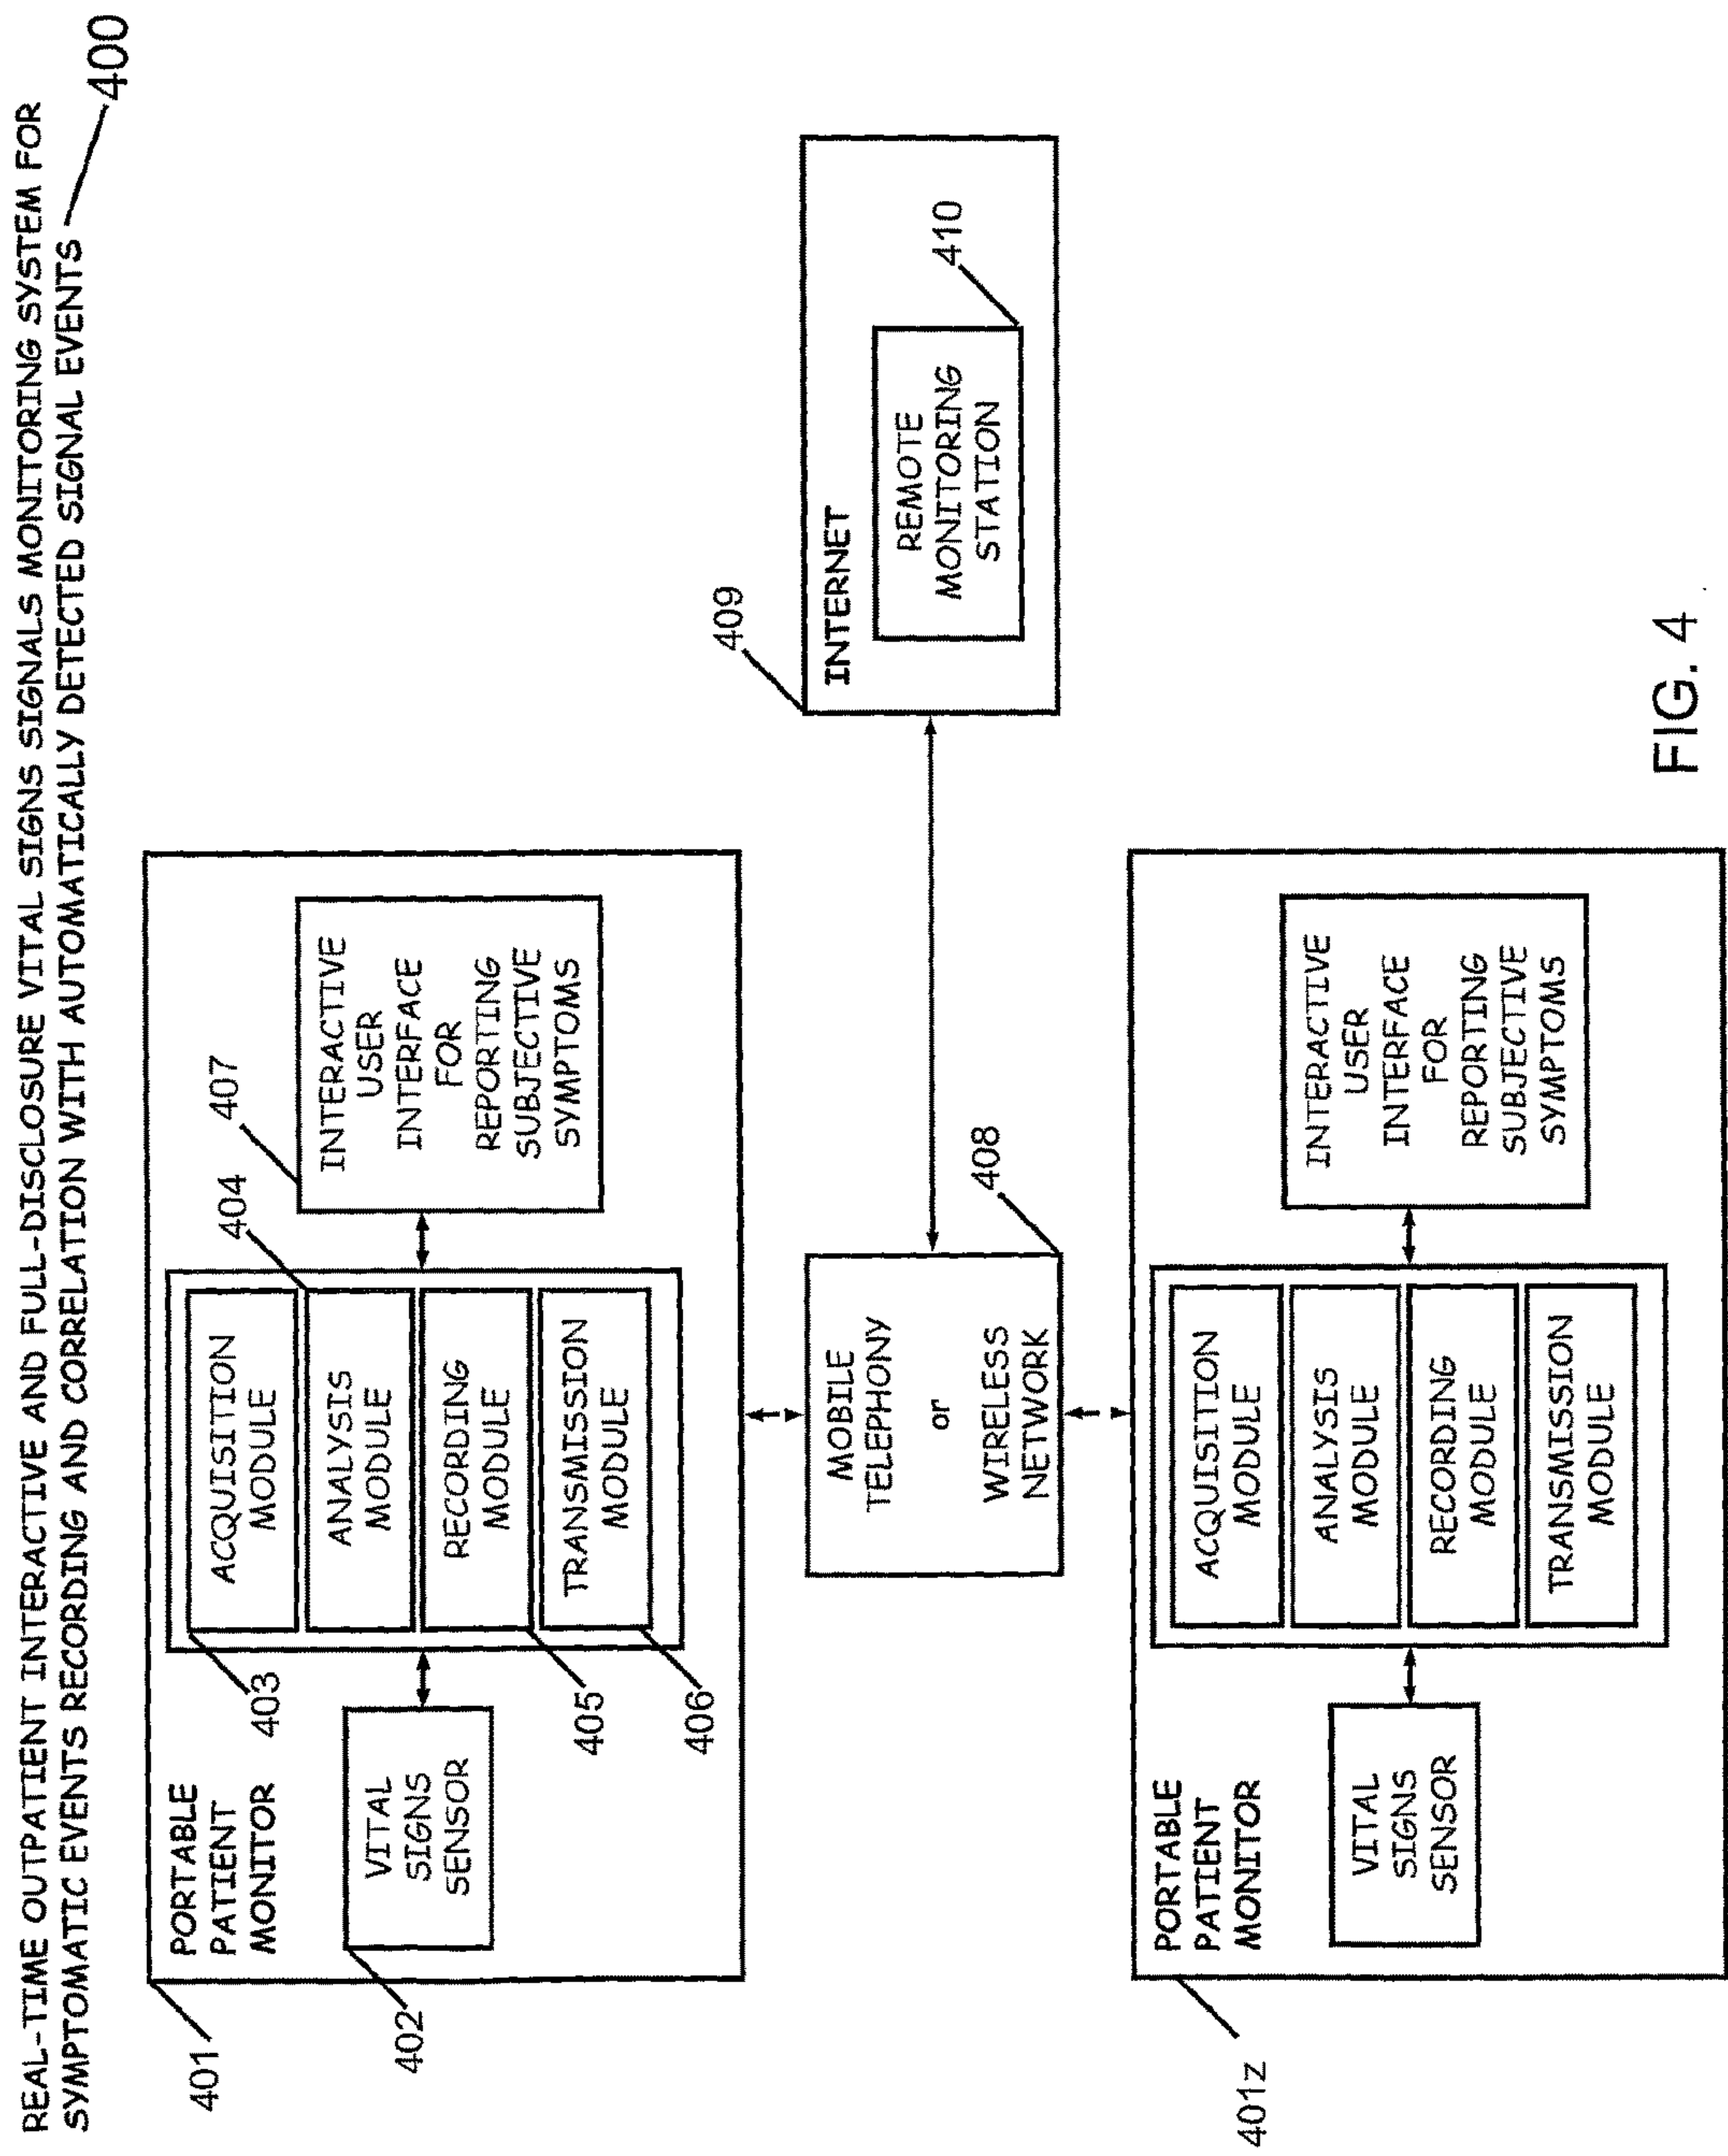 REAL-TIME OUTPATIENT INTERACTIVE AND FULL-DISCLOSURE VITAL SIGNS SIGNALS MONITORING SYSTEM FOR
SYMPTOMATIC EVENTS RECORDING AND CORRELATION WITH AUTOMATICALLY DETECTED SIGNAL EVENTS
400
401
PORTABLE
PATIENT
MONITOR
402
VITAL
SIGNS
SENSOR
403
ACQUISITION
MODULE
404
ANALYSIS
MODULE
405
RECORDING
MODULE
406
TRANSMISSION
MODULE
407
INTERACTIVE
USER
INTERFACE
FOR
REPORTING
SUBJECTIVE
SYMPTOMS
MOBILE
TELEPHONY
or
WIRELESS
NETWORK
408
409
INTERNET
REMOTE
MONITORING
STATION
410
401z
PORTABLE
PATIENT
MONITOR
VITAL
SIGNS
SENSOR
ACQUISITION
MODULE
ANALYSIS
MODULE
RECORDING
MODULE
TRANSMISSION
MODULE
INTERACTIVE
USER
INTERFACE
FOR
REPORTING
SUBJECTIVE
SYMPTOMS
FIG. 4